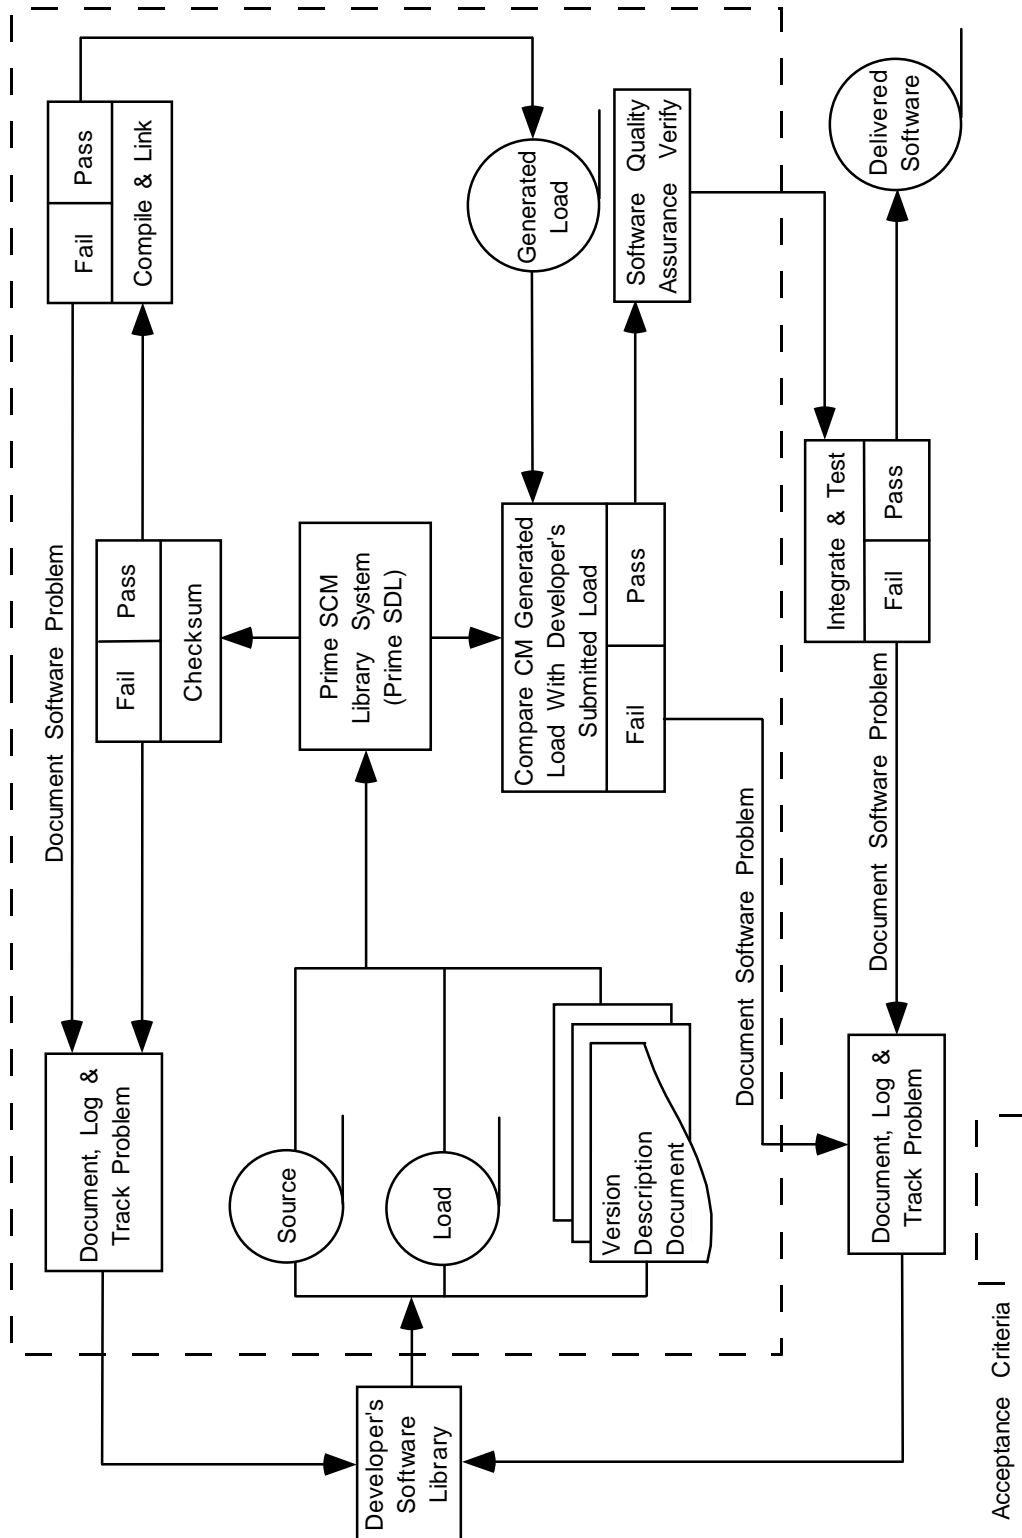 Document Software Problem
Fail
Pass
Compile & Link
Document, Log &
Track Problem
Fail
Pass
Checksum
Developer's
Software
Library
Source
Load
Version
Description
Document
Prime SCM
Library System
(Prime SDL)
Generated
Load
Compare CM Generated
Load With Developer's
Submitted Load
Fail
Pass
Software Quality
Assurance Verify
Document Software Problem
Integrate & Test
Fail
Pass
Delivered
Software
Document Software Problem
Document, Log &
Track Problem
Acceptance Criteria